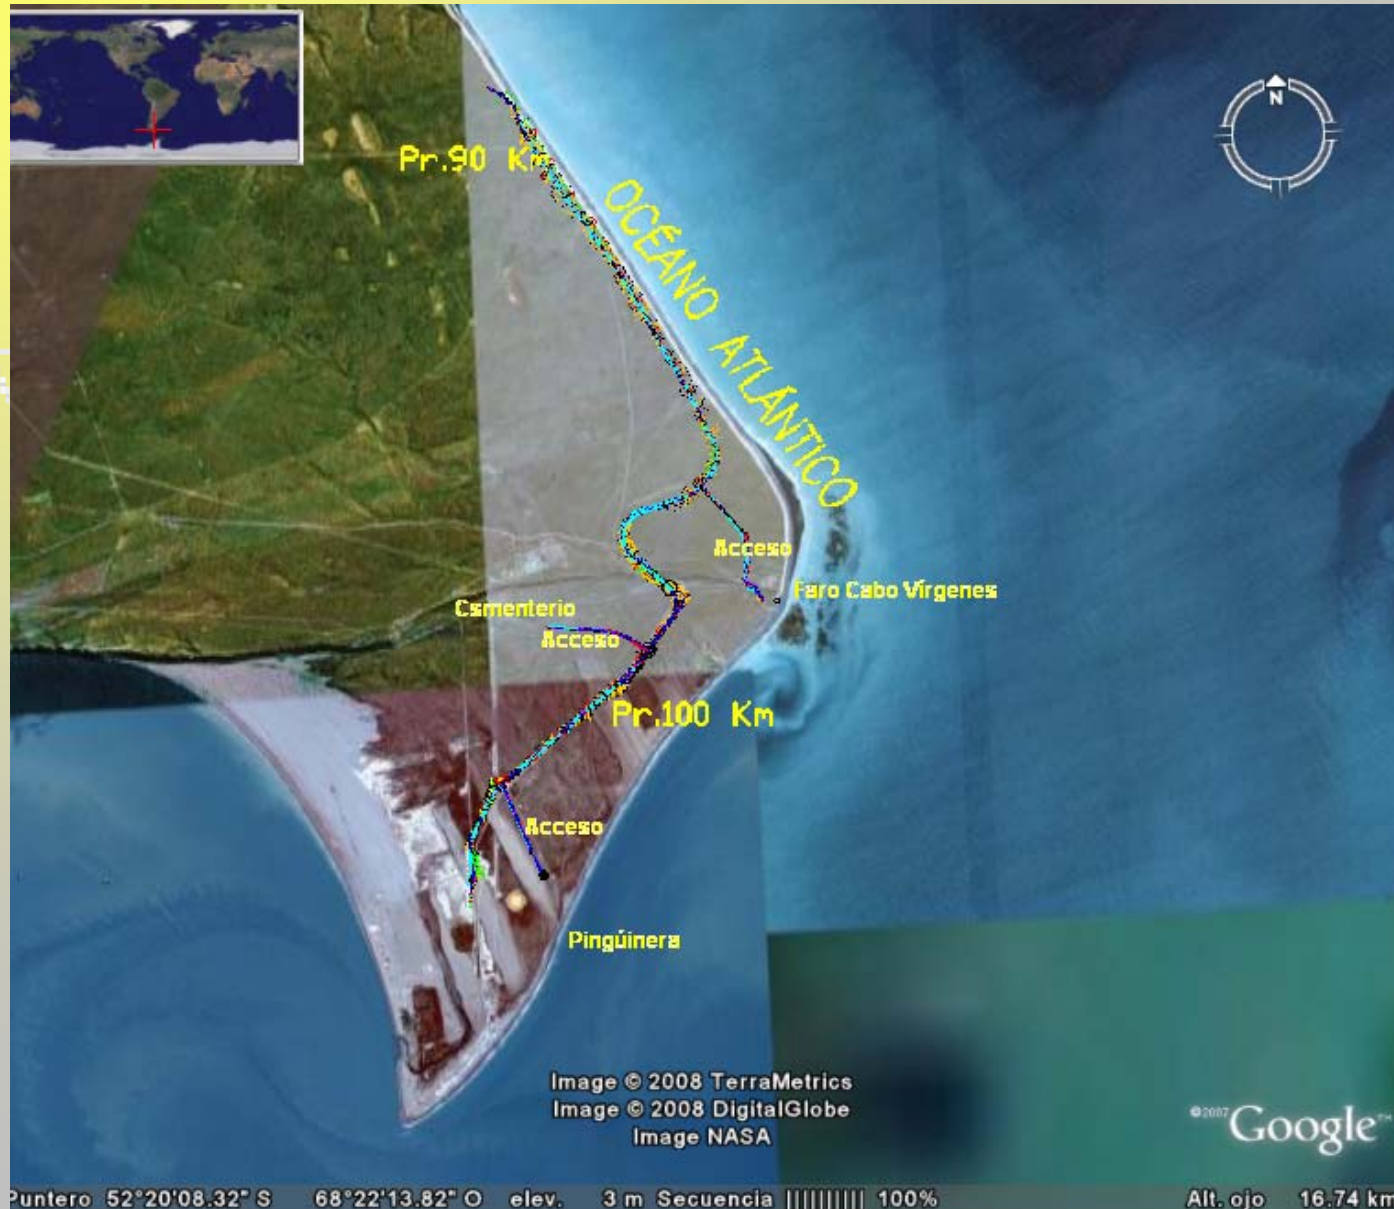 N
Pr.90 Km
OCÉANO ATLÁNTICO
Acceso
Faro Cabo Vírgenes
Cementerio
Acceso
Pr.100 Km
Acceso
Pingüinera
Image © 2008 TerraMetrics
Image © 2008 DigitalGlobe
Image NASA
©2007 Google™
Puntero 52°20'08.32" S 68°22'13.82" O elev. 3 m Secuencia |||||||||| 100% Alt. ojo 16.74 km